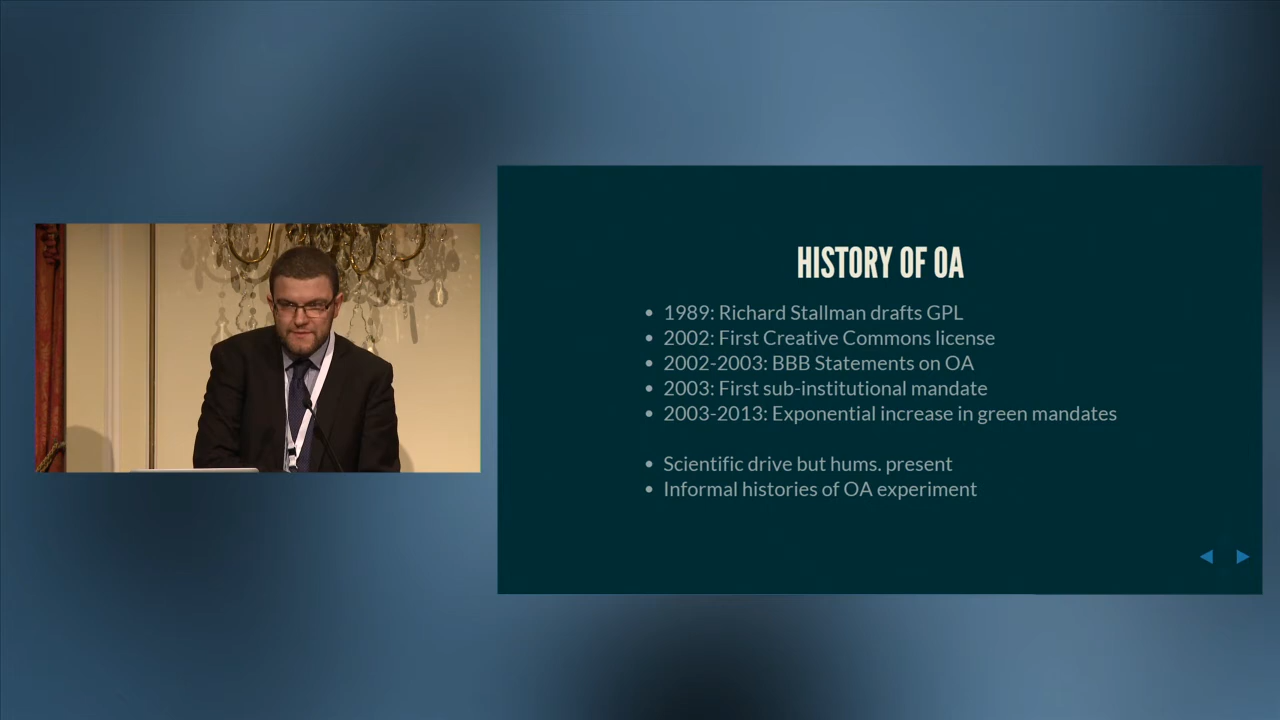 HISTORY OF OA
• 1989: Richard Stallman drafts GPL
• 2002: First Creative Commons license
• 2002-2003: BBB Statements on OA
• 2003: First sub-institutional mandate
• 2003-2013: Exponential increase in green mandates
• Scientific drive but hums. present
• Informal histories of OA experiment